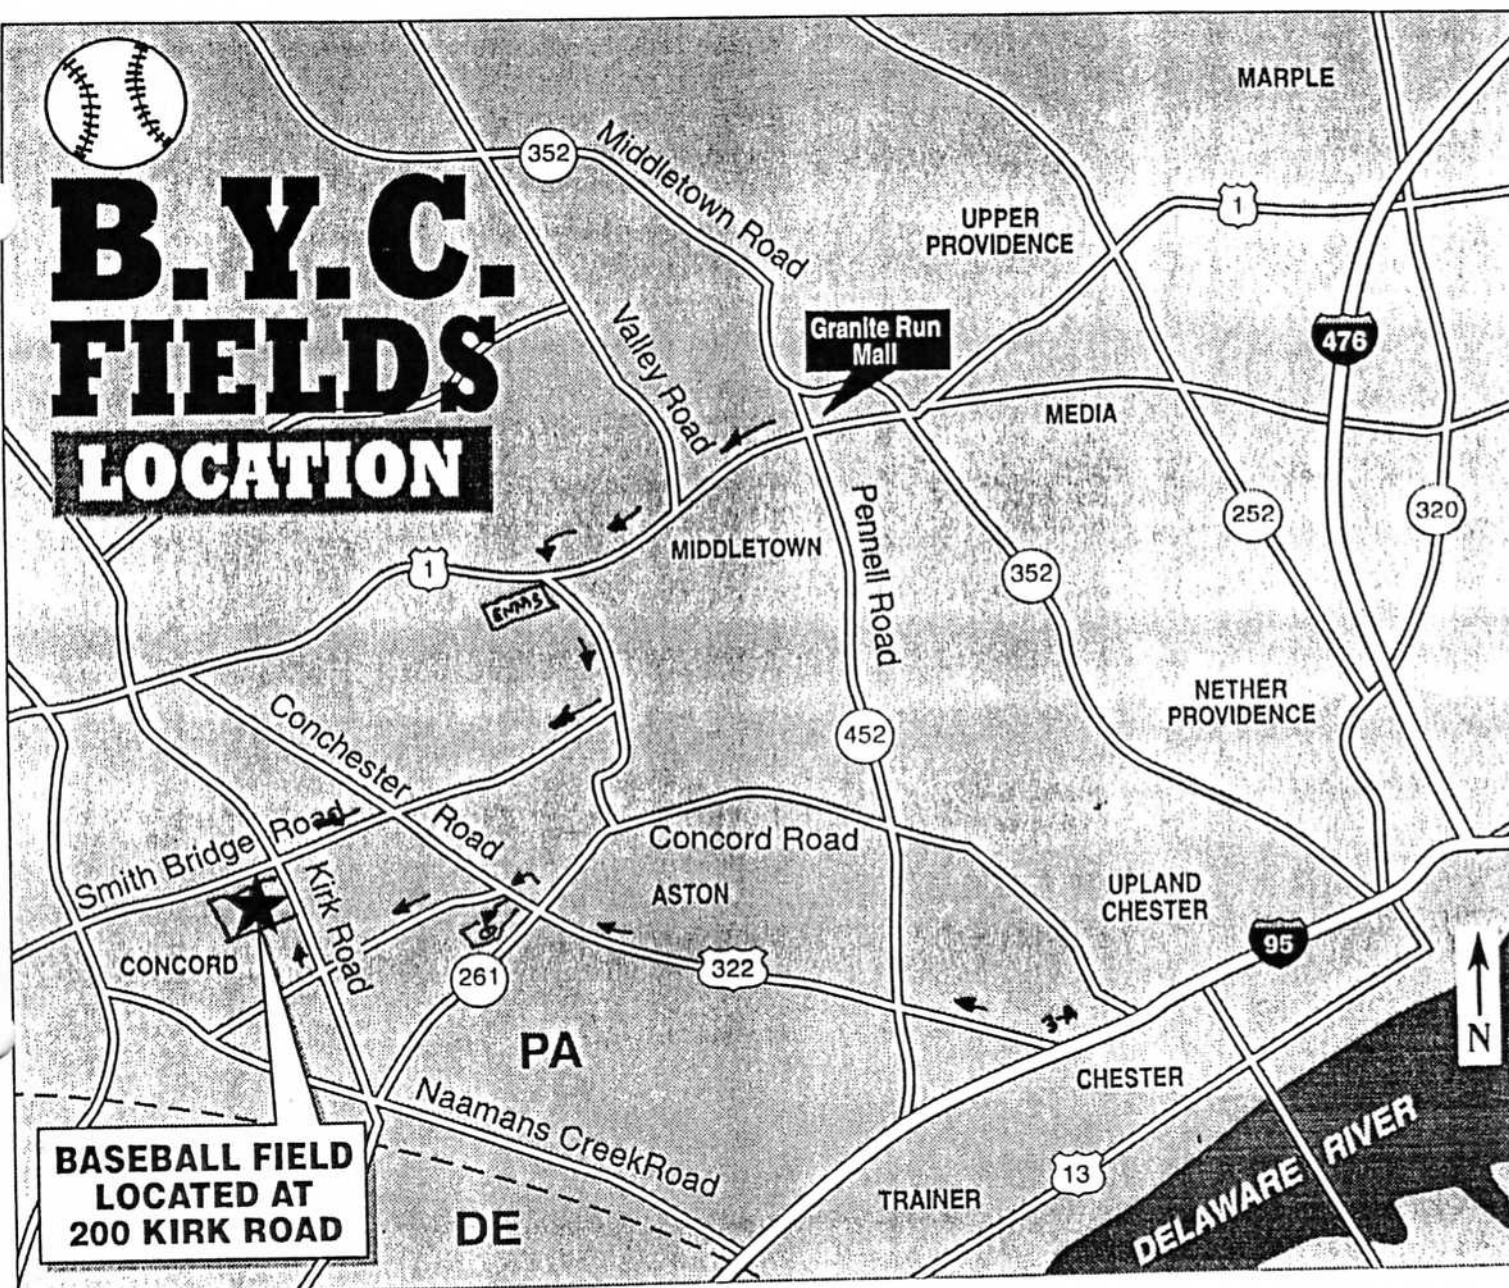 B.Y.C.
FIELDS
LOCATION
352
Middletown Road
MARPLE
1
UPPER
PROVIDENCE
Granite Run
Mall
Valley Road
476
MEDIA
Pennell Road
252
320
MIDDLETOWN
1
352
452
NETHER
PROVIDENCE
Conchester Road
Smith Bridge Road
Concord Road
Kirk Road
ASTON
UPLAND
CHESTER
95
CONCORD
261
322
3-A
N
PA
CHESTER
Naamans CreekRoad
BASEBALL FIELD
LOCATED AT
200 KIRK ROAD
DE
13
TRAINER
DELAWARE RIVER